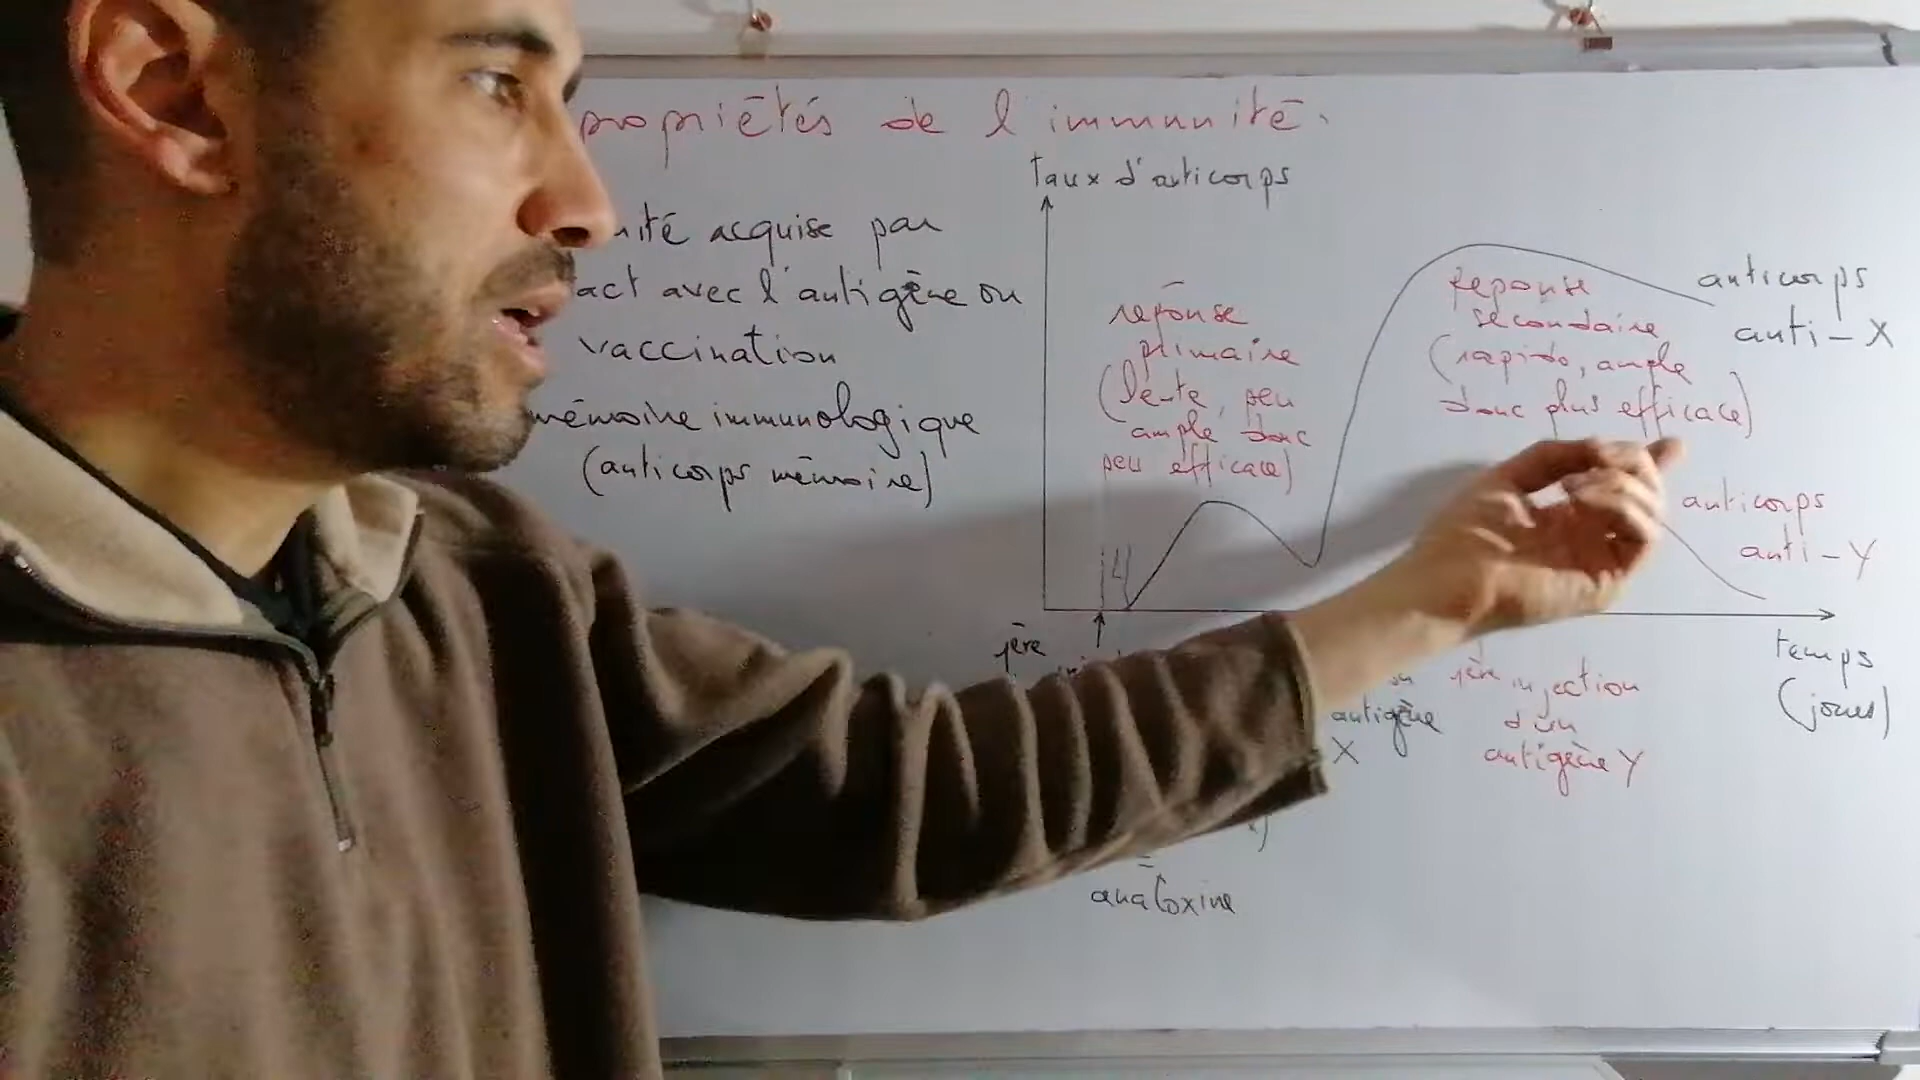 propriétés de l'immunité.
acquise par
avec l'antigène ou
vaccination
mémoire immunologique
(anticorps mémoire)
taux d'anticorps
réponse
primaire
(lente, peu
ample donc
peu efficace)
Réponse
secondaire
(rapide, ample
donc plus efficace)
anticorps
anti-X
anticorps
anti-Y
temps
(jours)
1ère
antigène
X
1ère injection
d'un
antigène Y
=
anatoxine